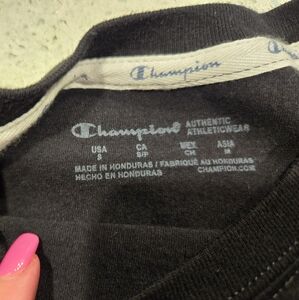 Champion
Champion AUTHENTIC ATHLETICWEAR
USA CA MEX ASIA
S S/P CH M
MADE IN HONDURAS / FABRIQUÉ AU HONDURAS
HECHO EN HONDURAS CHAMPION.COM